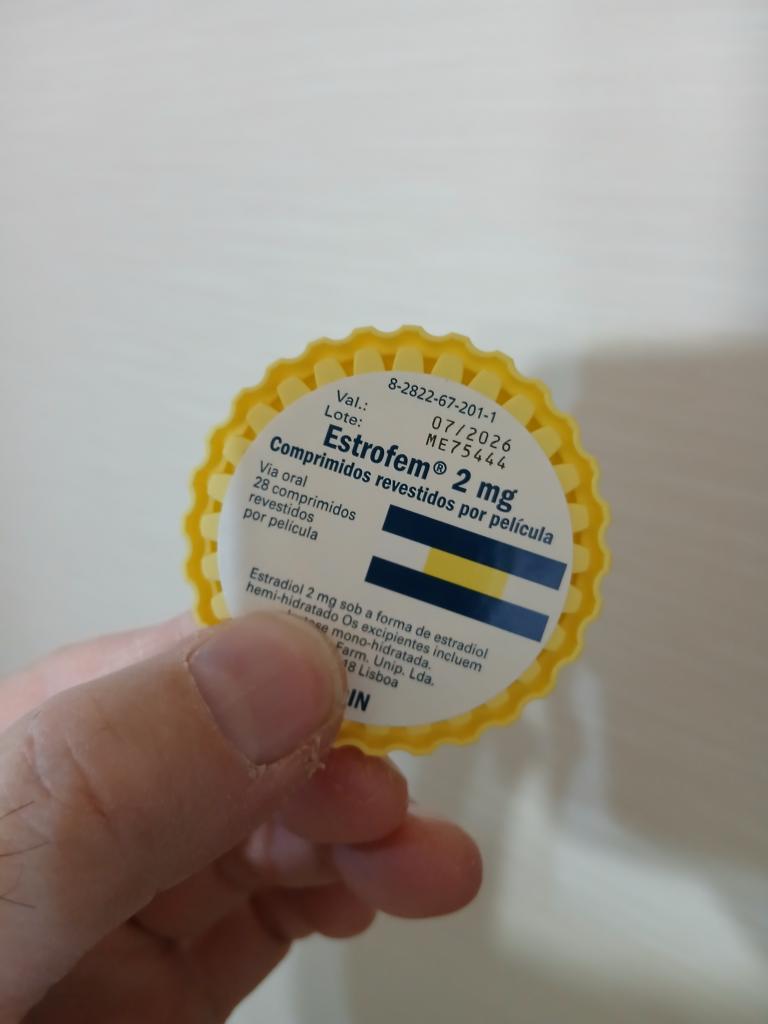 8-2822-67-201-1
Val.: 07/2026
Lote: ME75444
Estrofem® 2 mg
Comprimidos revestidos por película
Via oral
28 comprimidos
revestidos
por película
Estradiol 2 mg sob a forma de estradiol
hemi-hidratado Os excipientes incluem
mono-hidratada.
Farm. Unip. Lda.
Lisboa